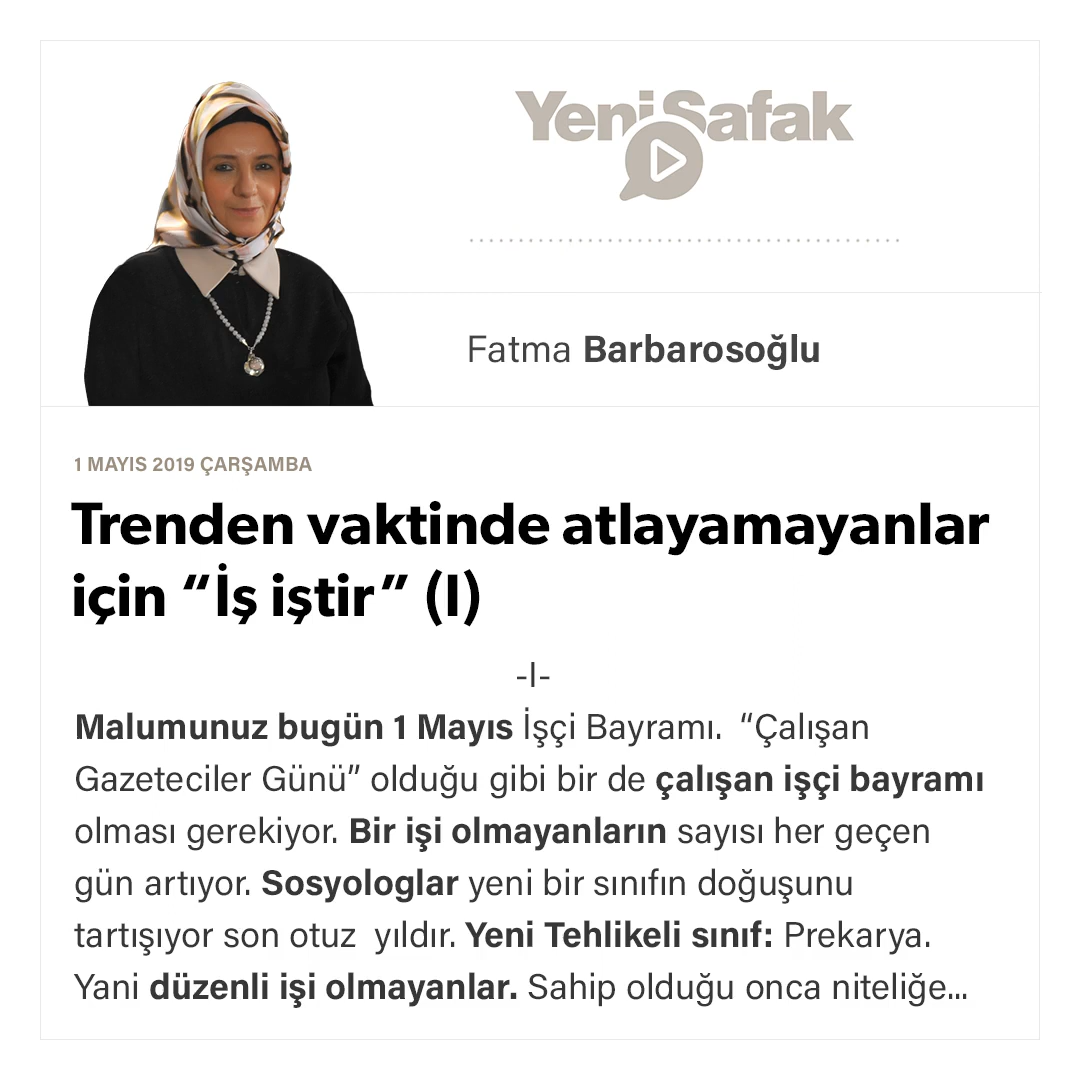 YeniŞafak
Fatma Barbarosoğlu
1 MAYIS 2019 ÇARŞAMBA
Trenden vaktinde atlayamayanlar
için “İş iştir” (I)
-I-
Malumunuz bugün 1 Mayıs İşçi Bayramı. “Çalışan
Gazeteciler Günü” olduğu gibi bir de çalışan işçi bayramı
olması gerekiyor. Bir işi olmayanların sayısı her geçen
gün artıyor. Sosyologlar yeni bir sınıfın doğuşunu
tartışıyor son otuz yıldır. Yeni Tehlikeli sınıf: Prekarya.
Yani düzenli işi olmayanlar. Sahip olduğu onca niteliğe...